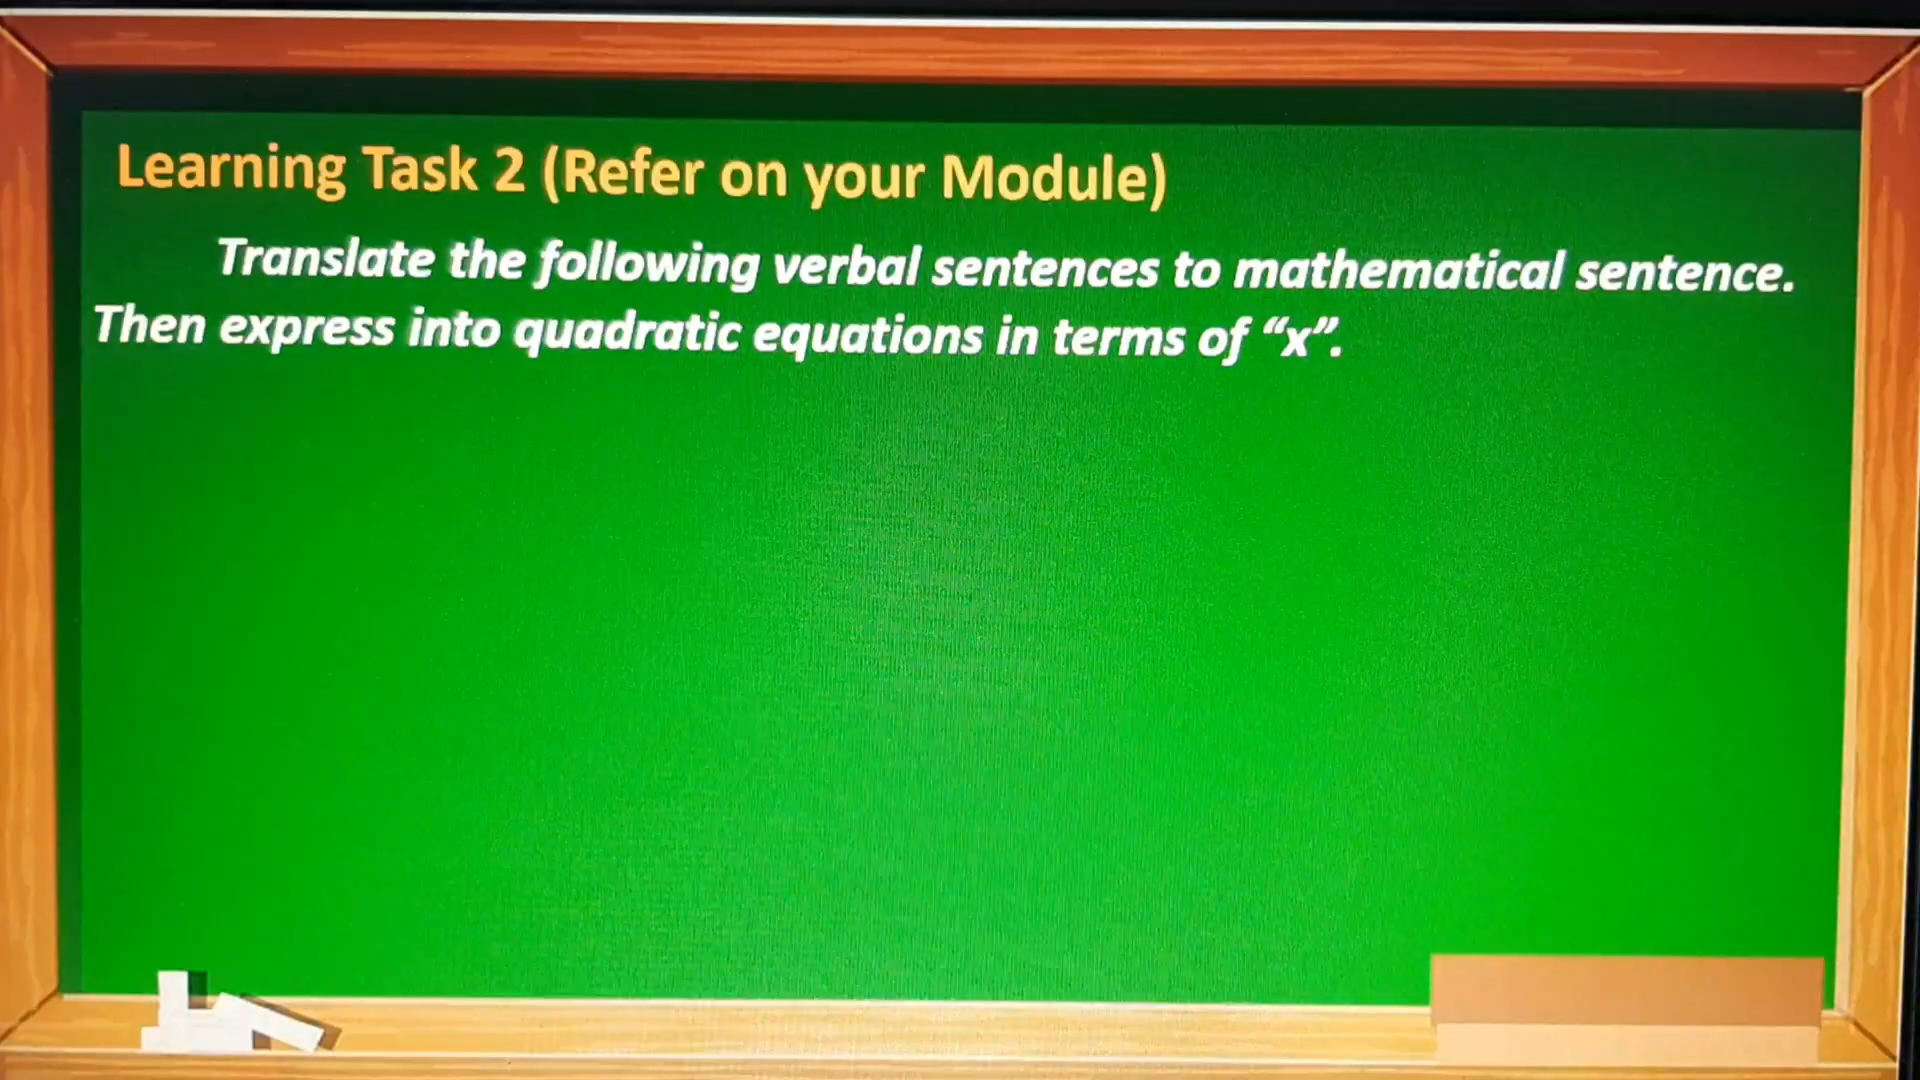 Learning Task 2 (Refer on your Module)
Translate the following verbal sentences to mathematical sentence.
Then express into quadratic equations in terms of “x”.